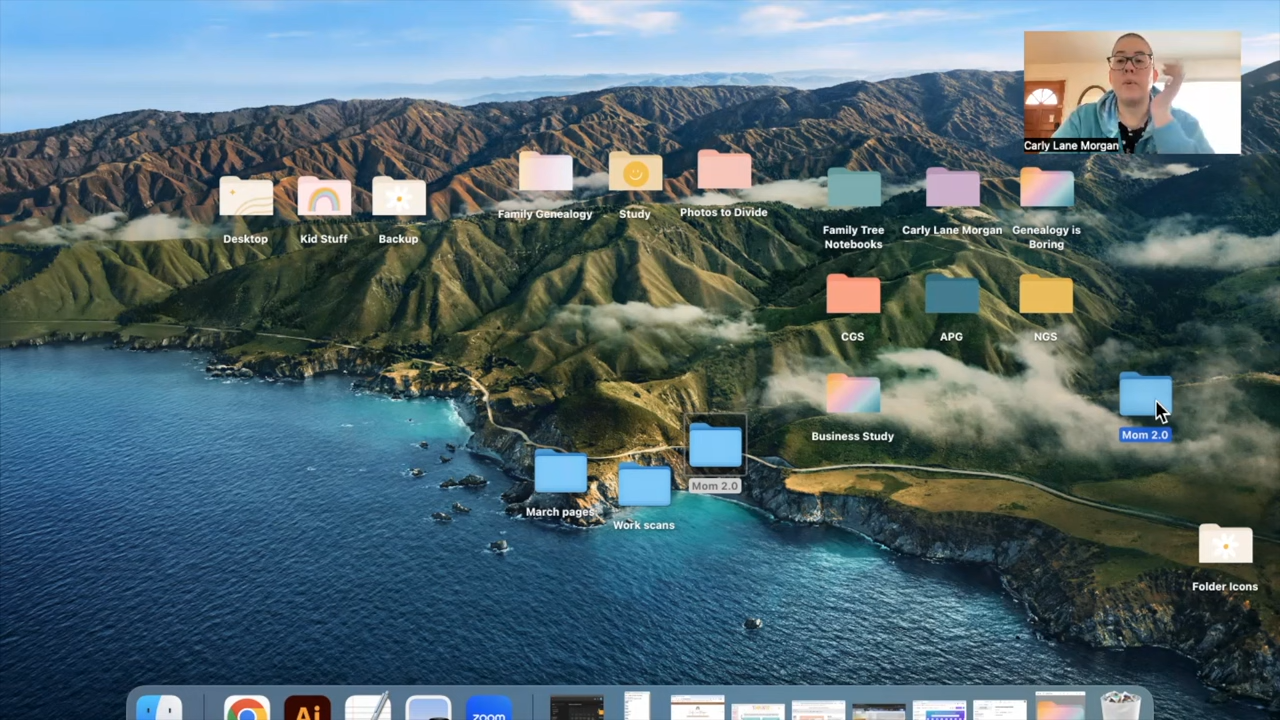 Carly Lane Morgan
Desktop
Kid Stuff
Backup
Family Genealogy
Study
Photos to Divide
Family Tree
Notebooks
Carly Lane Morgan
Genealogy is
Boring
CGS
APG
NGS
Business Study
Mom 2.0
March pages
Work scans
Mom 2.0
Folder Icons
Ai
zoom